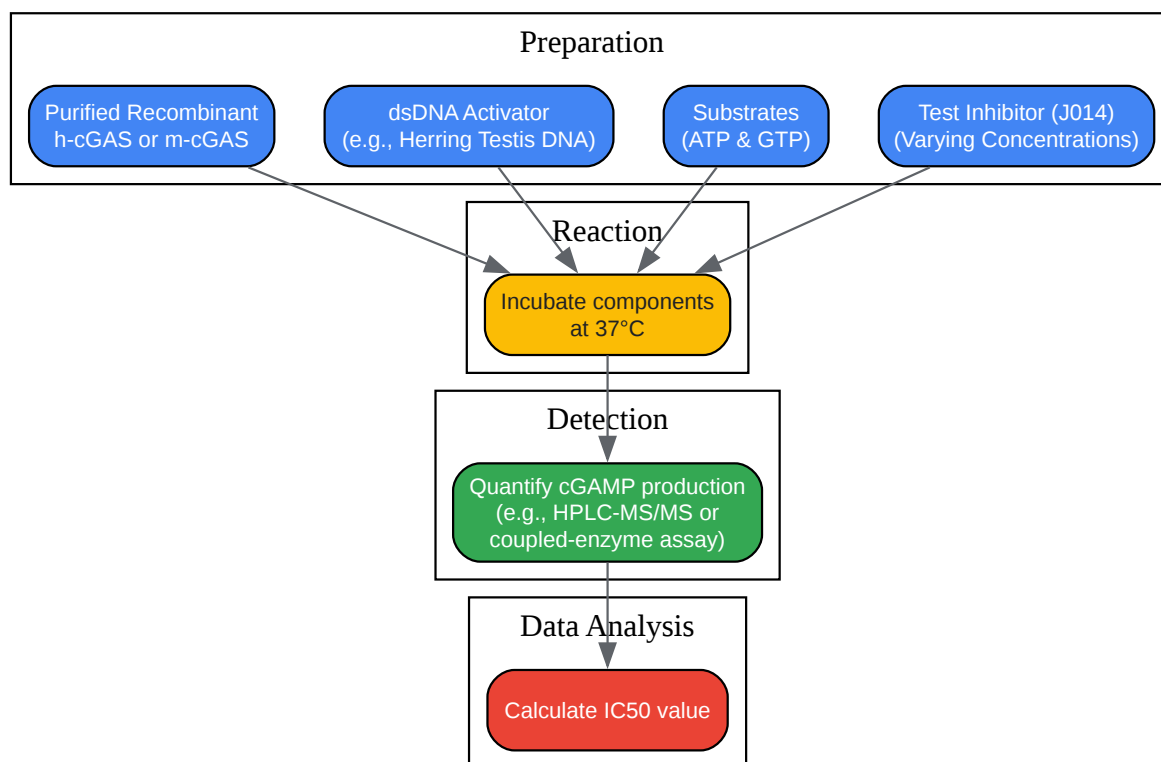 Preparation
Purified Recombinant
h-cGAS or m-cGAS
dsDNA Activator
(e.g., Herring Testis DNA)
Substrates
(ATP & GTP)
Test Inhibitor (J014)
(Varying Concentrations)
Reaction
Incubate components
at 37°C
Detection
Quantify cGAMP production
(e.g., HPLC-MS/MS or
coupled-enzyme assay)
Data Analysis
Calculate IC50 value